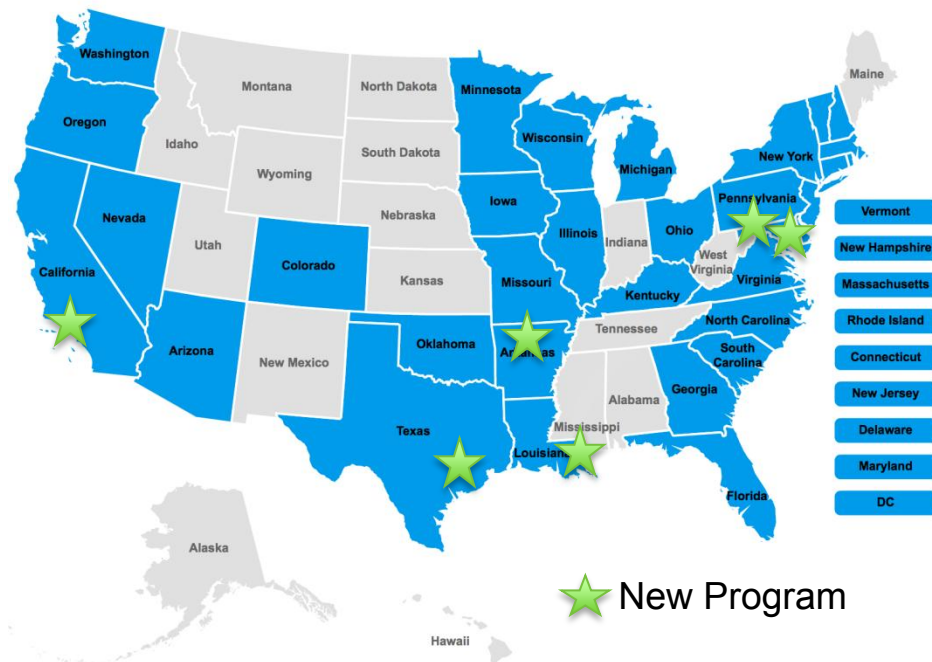 Washington
Montana
North Dakota
Minnesota
Maine
Oregon
Idaho
South Dakota
Wisconsin
Michigan
New York
Wyoming
Nebraska
Iowa
Pennsylvania
Nevada
Utah
Colorado
Kansas
Missouri
Illinois
Indiana
Ohio
West
Virginia
Virginia
California
Kentucky
Arizona
New Mexico
Oklahoma
Arkansas
Tennessee
North Carolina
South
Carolina
Texas
Louisiana
Mississippi
Alabama
Georgia
Florida
Vermont
New Hampshire
Massachusetts
Rhode Island
Connecticut
New Jersey
Delaware
Maryland
DC
Alaska
Hawaii
New Program